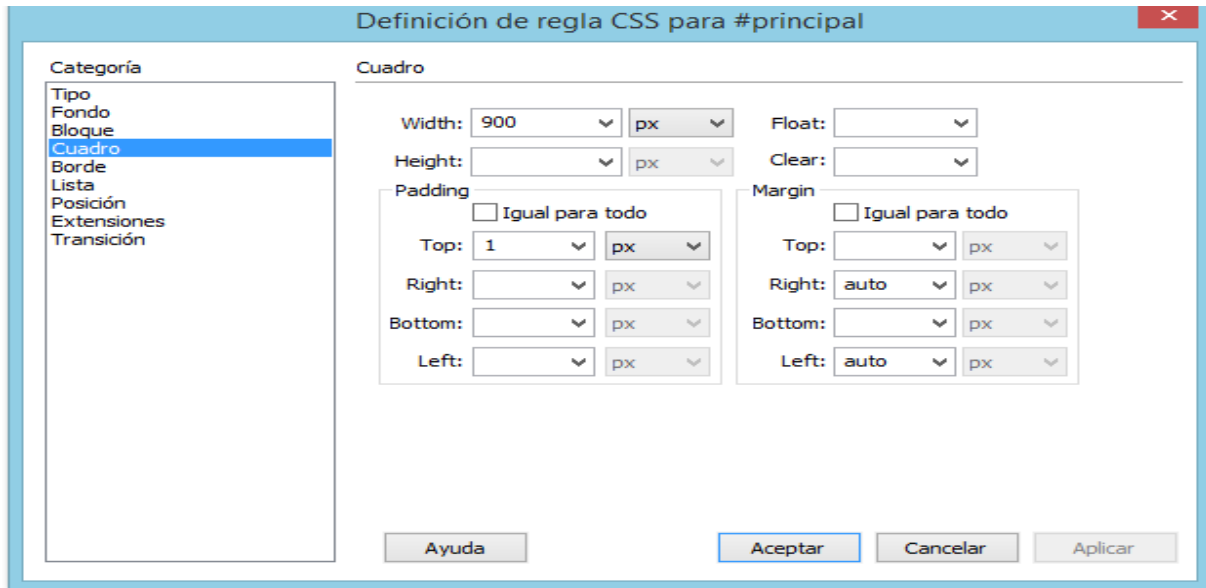 Definición de regla CSS para #principal
Categoría
Tipo
Fondo
Bloque
Cuadro
Borde
Lista
Posición
Extensiones
Transición
Cuadro
Width: 900 px Float:
Height: px Clear:
Padding Margin
Igual para todo Igual para todo
Top: 1 px Top: px
Right: px Right: auto px
Bottom: px Bottom: px
Left: px Left: auto px
Ayuda Aceptar Cancelar Aplicar